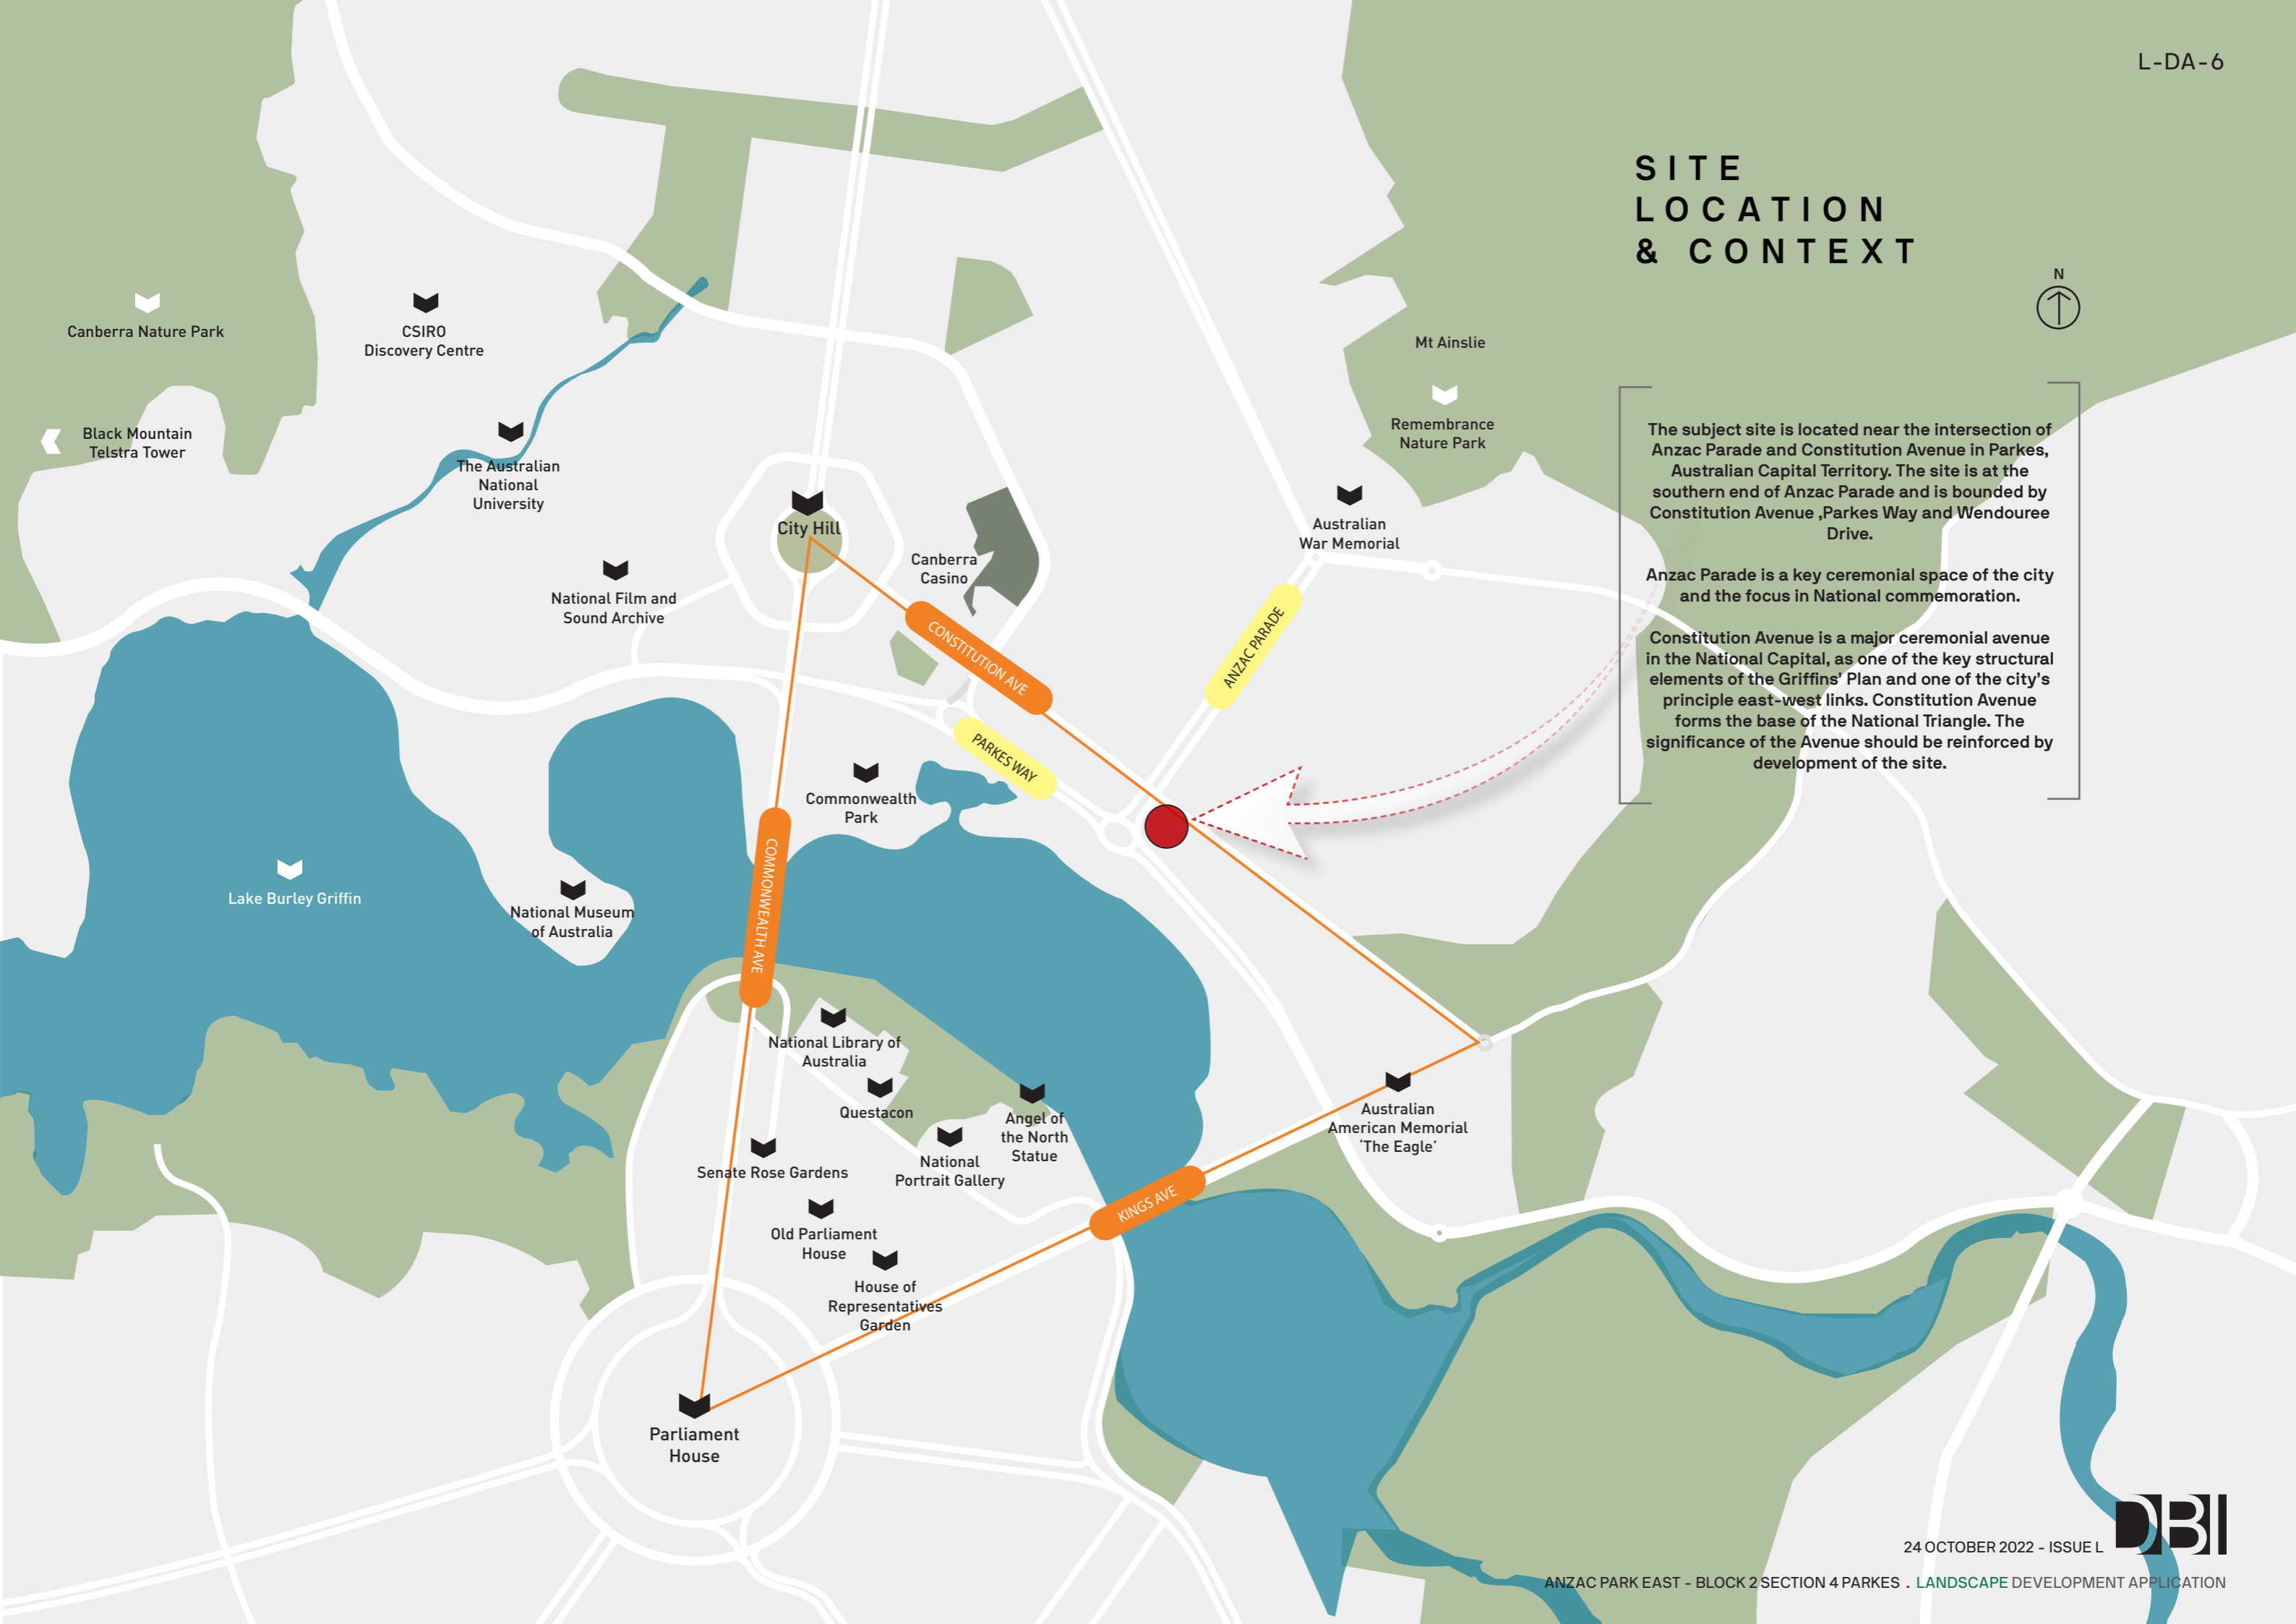 L-DA-6
SITE
LOCATION
& CONTEXT
N
Canberra Nature Park
CSIRO
Discovery Centre
Mt Ainslie
Remembrance
Nature Park
Black Mountain
Telstra Tower
The Australian
National
University
City Hill
Australian
War Memorial
Canberra
Casino
National Film and
Sound Archive
CONSTITUTION AVE
ANZAC PARADE
PARKES WAY
Commonwealth
Park
COMMONWEALTH AVE
Lake Burley Griffin
National Museum
of Australia
The subject site is located near the intersection of
Anzac Parade and Constitution Avenue in Parkes,
Australian Capital Territory. The site is at the
southern end of Anzac Parade and is bounded by
Constitution Avenue ,Parkes Way and Wendouree
Drive.
Anzac Parade is a key ceremonial space of the city
and the focus in National commemoration.
Constitution Avenue is a major ceremonial avenue
in the National Capital, as one of the key structural
elements of the Griffins' Plan and one of the city's
principle east-west links. Constitution Avenue
forms the base of the National Triangle. The
significance of the Avenue should be reinforced by
development of the site.
National Library of
Australia
Questacon
Angel of
the North
Statue
National
Portrait Gallery
Senate Rose Gardens
Australian
American Memorial
'The Eagle'
KINGS AVE
Old Parliament
House
House of
Representatives
Garden
Parliament
House
DBI
24 OCTOBER 2022 - ISSUE L
ANZAC PARK EAST - BLOCK 2 SECTION 4 PARKES . LANDSCAPE DEVELOPMENT APPLICATION